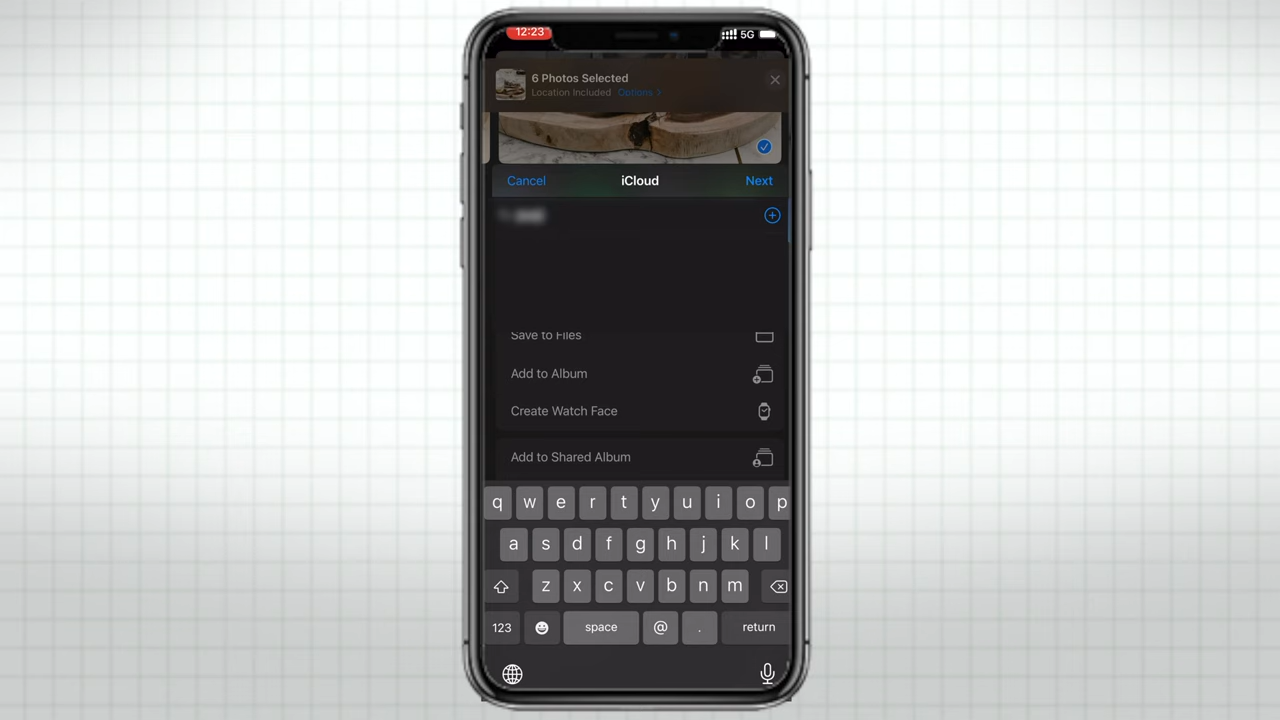 12:23 5G
6 Photos Selected
Location Included Options >
Cancel iCloud Next
Save to Files
Add to Album
Create Watch Face
Add to Shared Album
q w e r t y u i o p
a s d f g h j k l
z x c v b n m
123 space @ . return